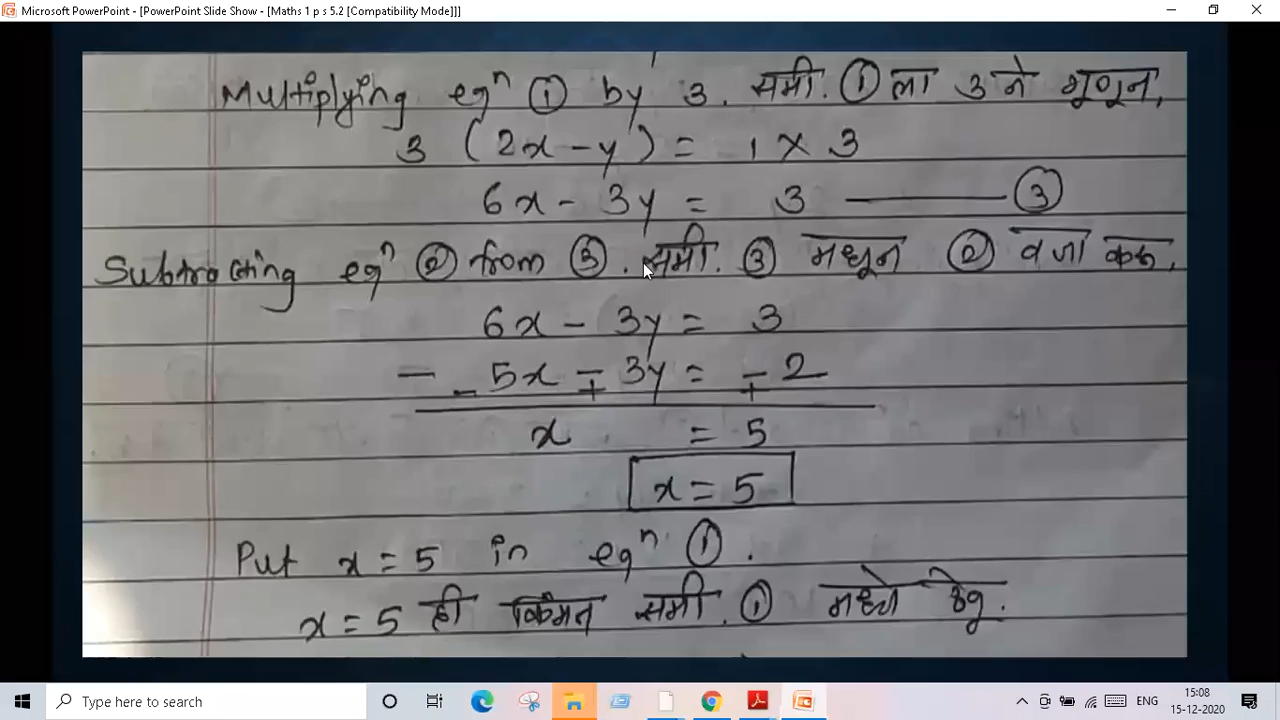 Microsoft PowerPoint - [PowerPoint Slide Show - [Maths 1 p s 5.2 [Compatibility Mode]]]
Multiplying eqⁿ ① by 3. समी. ① ला 3 ने गूणून,
3 (2x - y) = 1 × 3
6x - 3y = 3 ——— ③
Subtracting eqⁿ ② from ③. समी. ③ मधून ② वजा करु,
6x - 3y = 3
— - 5x - + 3y = - + 2
x = 5
x = 5
Put x = 5 in eqⁿ ①.
x = 5 ही किंमत समी. ① मध्ये ठेवू.
Type here to search
ENG
15:08
15-12-2020